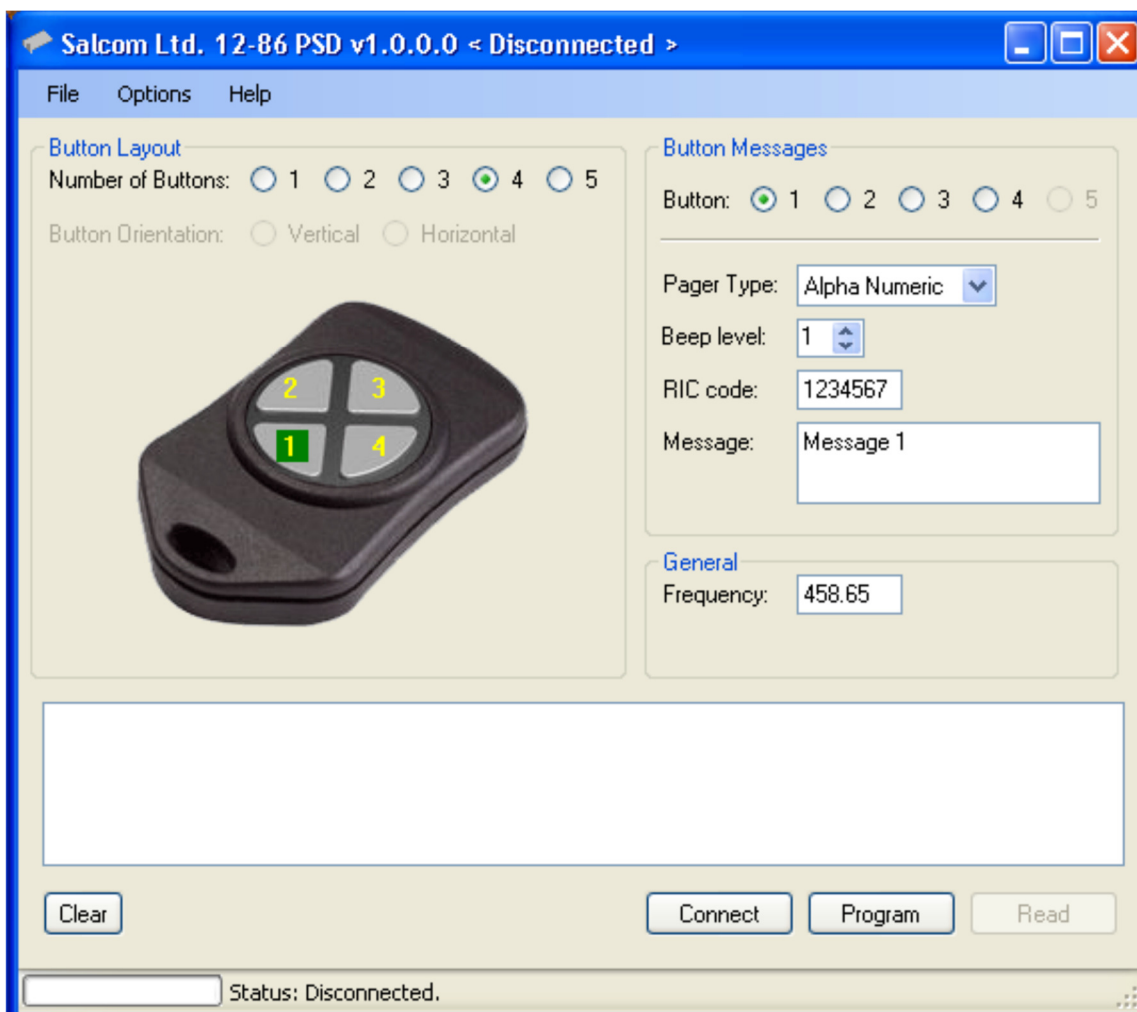 Salcom Ltd. 12-86 PSD v1.0.0.0 < Disconnected >
File Options Help
Button Layout
Number of Buttons: 1 2 3 4 5
Button Orientation: Vertical Horizontal
2 3
1 4
Button Messages
Button: 1 2 3 4 5
Pager Type: Alpha Numeric
Beep level: 1
RIC code: 1234567
Message: Message 1
General
Frequency: 458.65
Clear Connect Program Read
Status: Disconnected.